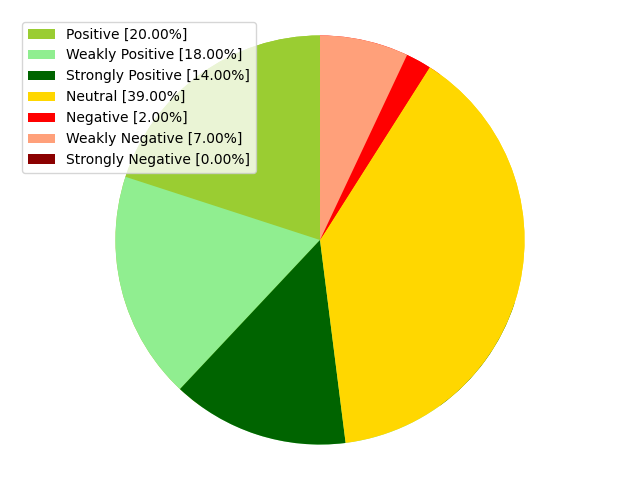 Positive [20.00%]
Weakly Positive [18.00%]
Strongly Positive [14.00%]
Neutral [39.00%]
Negative [2.00%]
Weakly Negative [7.00%]
Strongly Negative [0.00%]